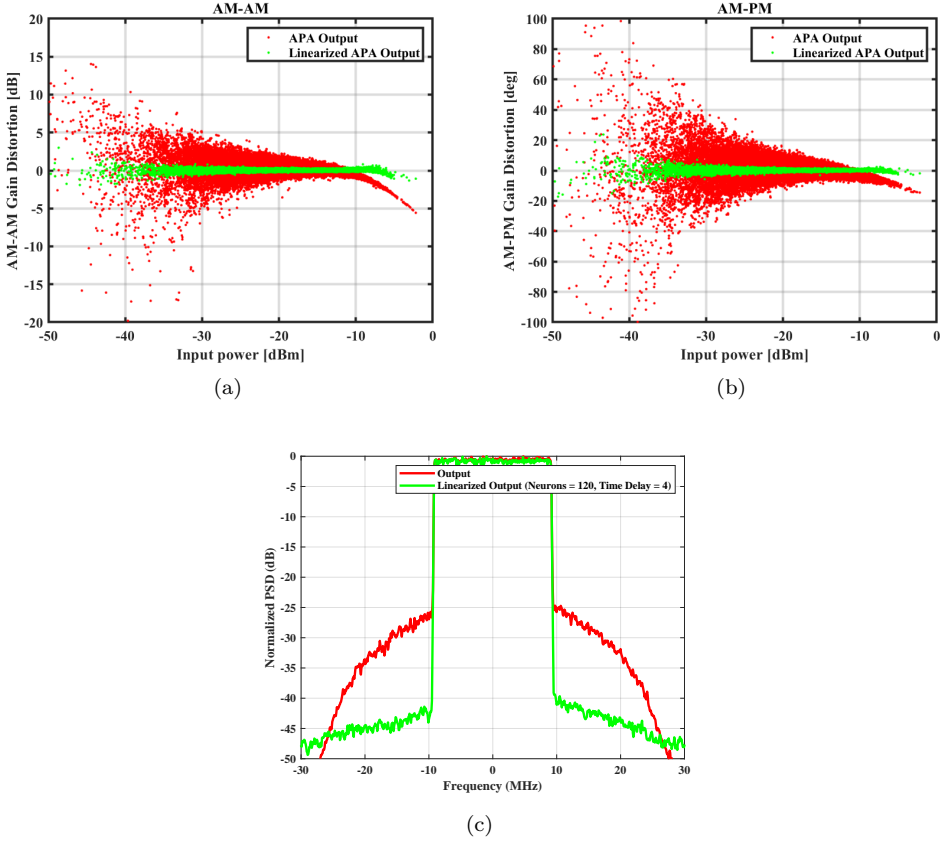 AM-AM
20
15
10
5
0
-5
-10
-15
-20
-50
-40
-30
-20
-10
0
AM-AM Gain Distortion [dB]
Input power [dBm]
APA Output
Linearized APA Output
(a)
AM-PM
100
80
60
40
20
0
-20
-40
-60
-80
-100
-50
-40
-30
-20
-10
0
AM-PM Gain Distortion [deg]
Input power [dBm]
APA Output
Linearized APA Output
(b)
0
-5
-10
-15
-20
-25
-30
-35
-40
-45
-50
-30
-20
-10
0
10
20
30
Normalized PSD (dB)
Frequency (MHz)
Output
Linearized Output (Neurons = 120, Time Delay = 4)
(c)